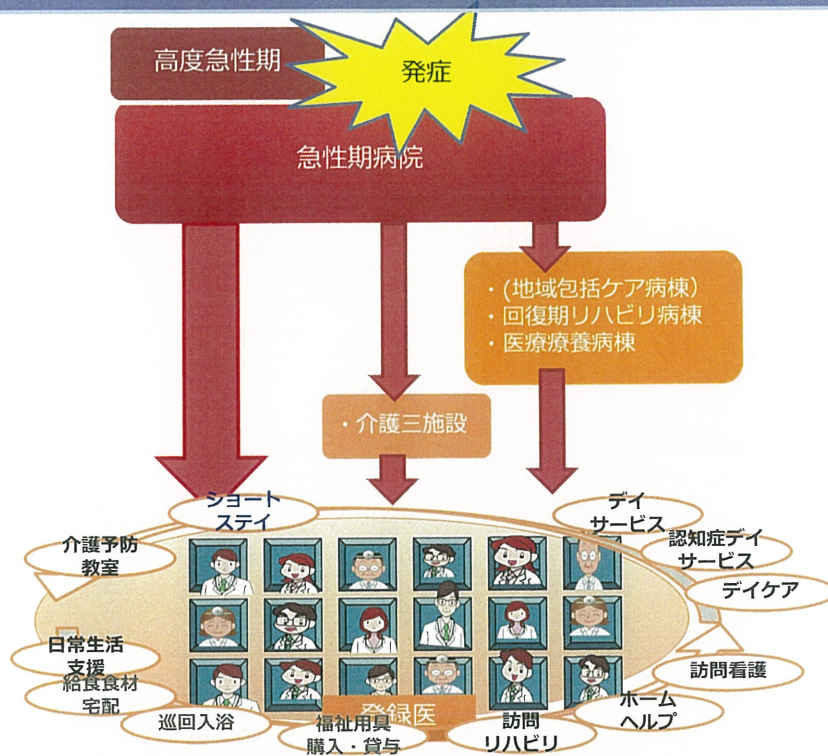 高度急性期
発症
急性期病院
・(地域包括ケア病棟）
・回復期リハビリ病棟
・医療療養病棟
・介護三施設
ショート
ステイ
デイ
サービス
介護予防
教室
認知症デイ
サービス
デイケア
日常生活
支援
訪問看護
給食食材
宅配
ホーム
ヘルプ
巡回入浴
登録医
福祉用具
購入・貸与
訪問
リハビリ